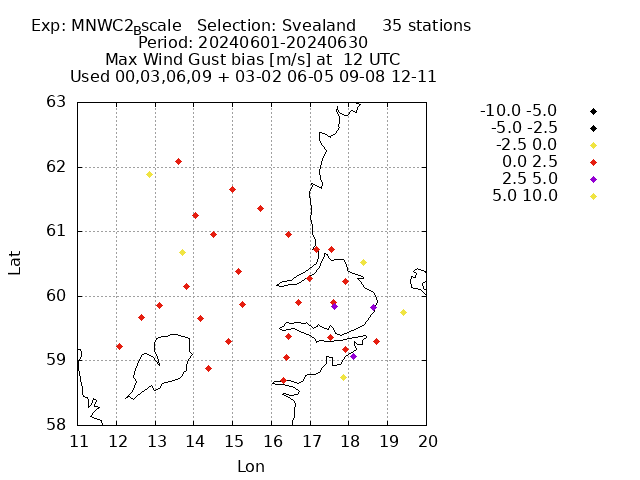 Exp: MNWC2_Bscale   Selection: Svealand     35 stations
Period: 20240601-20240630
Max Wind Gust bias [m/s] at  12 UTC
Used 00,03,06,09 + 03-02 06-05 09-08 12-11
-10.0 -5.0
-5.0 -2.5
-2.5 0.0
0.0 2.5
2.5 5.0
5.0 10.0
63
62
61
60
59
58
Lat
11 12 13 14 15 16 17 18 19 20
Lon